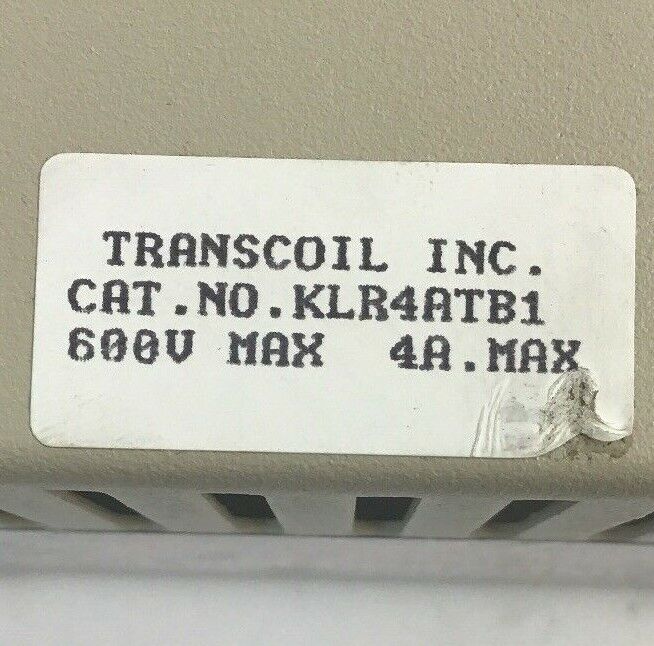 TRANSCOIL INC.
CAT.NO.KLR4ATB1
600V MAX 4A.MAX